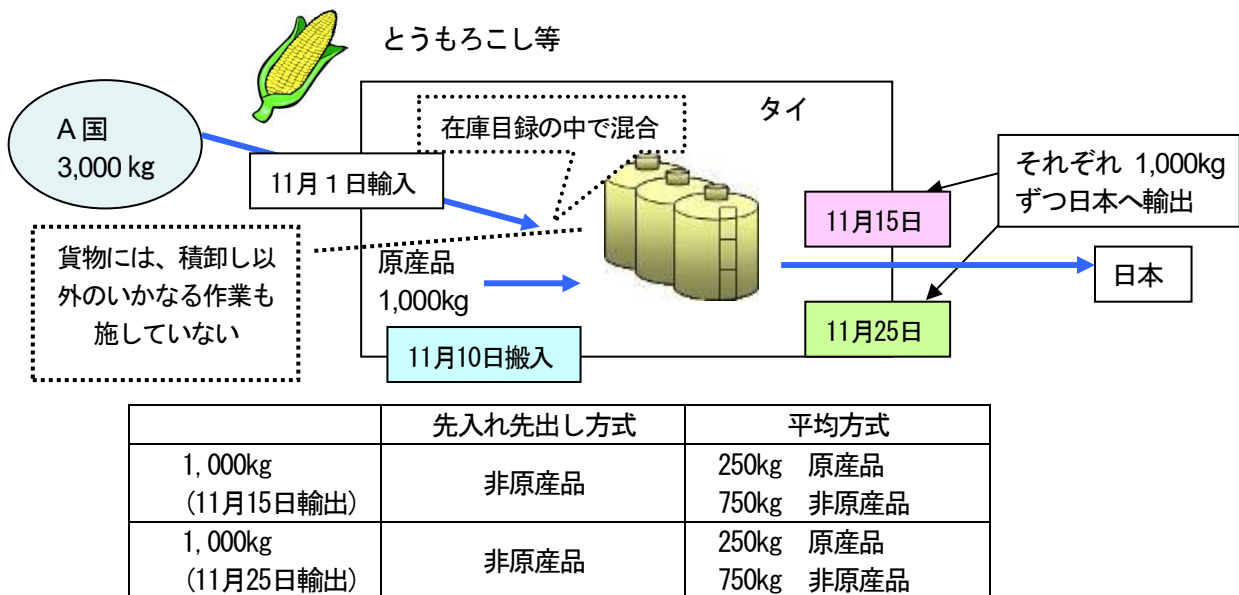 とうもろこし等
A国
3,000 kg
11月1日輸入
在庫目録の中で混合
タイ
それぞれ 1,000kg
ずつ日本へ輸出
貨物には、積卸し以
外のいかなる作業も
施していない
原産品
1,000kg
11月10日搬入
11月15日
11月25日
日本
先入れ先出し方式 平均方式
1,000kg
(11月15日輸出)
非原産品
250kg 原産品
750kg 非原産品
1,000kg
(11月25日輸出)
非原産品
250kg 原産品
750kg 非原産品